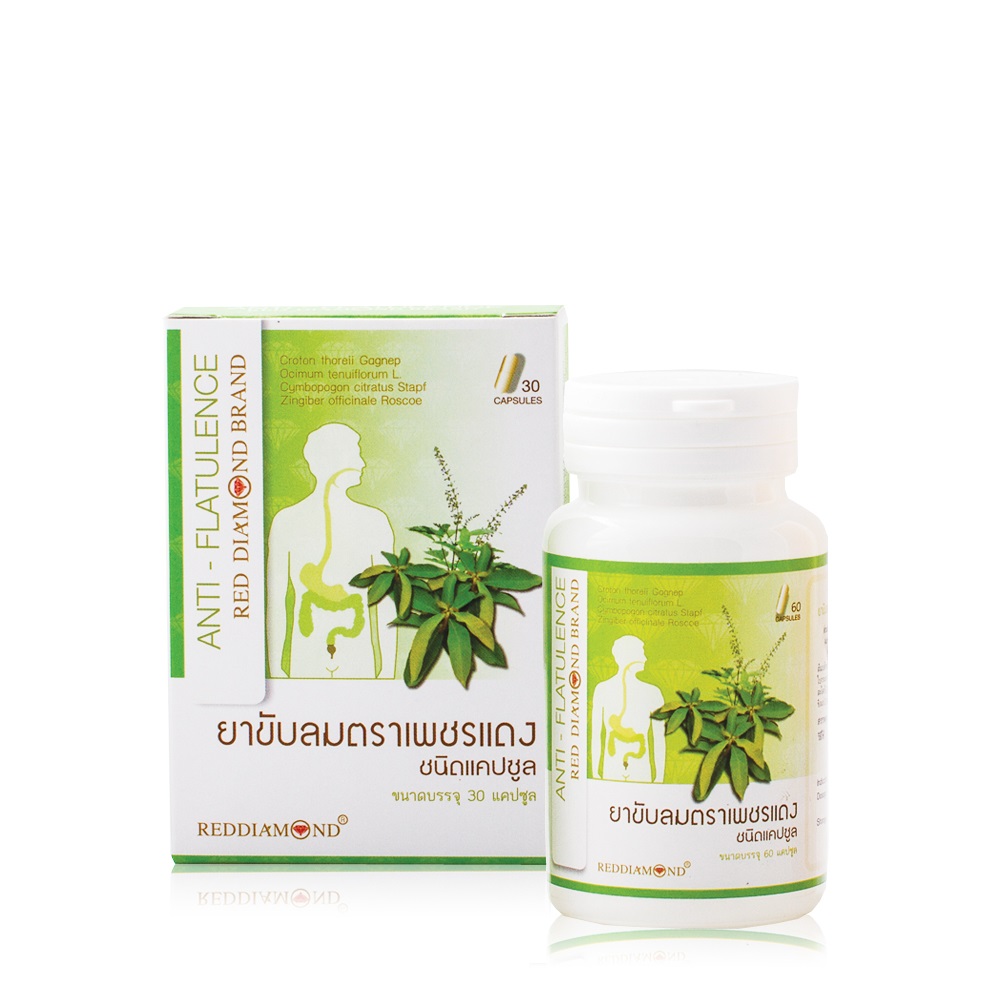 ANTI - FLATULENCE
RED DIAMOND BRAND
Croton thoreii Gagnep
Ocimum tenuiflorum L.
Cymbopogon citratus Stapf
Zingiber officinale Roscoe
30
CAPSULES
ยาขับลมตราเพชรแดง
ชนิดแคปซูล
ขนาดบรรจุ 30 แคปซูล
REDDIAMOND®
ANTI - FLATULENCE
RED DIAMOND BRAND
Croton thoreii Gagnep
Ocimum tenuiflorum L.
Cymbopogon citratus Stapf
Zingiber officinale Roscoe
60
CAPSULES
ยาขับลมตราเพชรแดง
ชนิดแคปซูล
ขนาดบรรจุ 60 แคปซูล
REDDIAMOND®